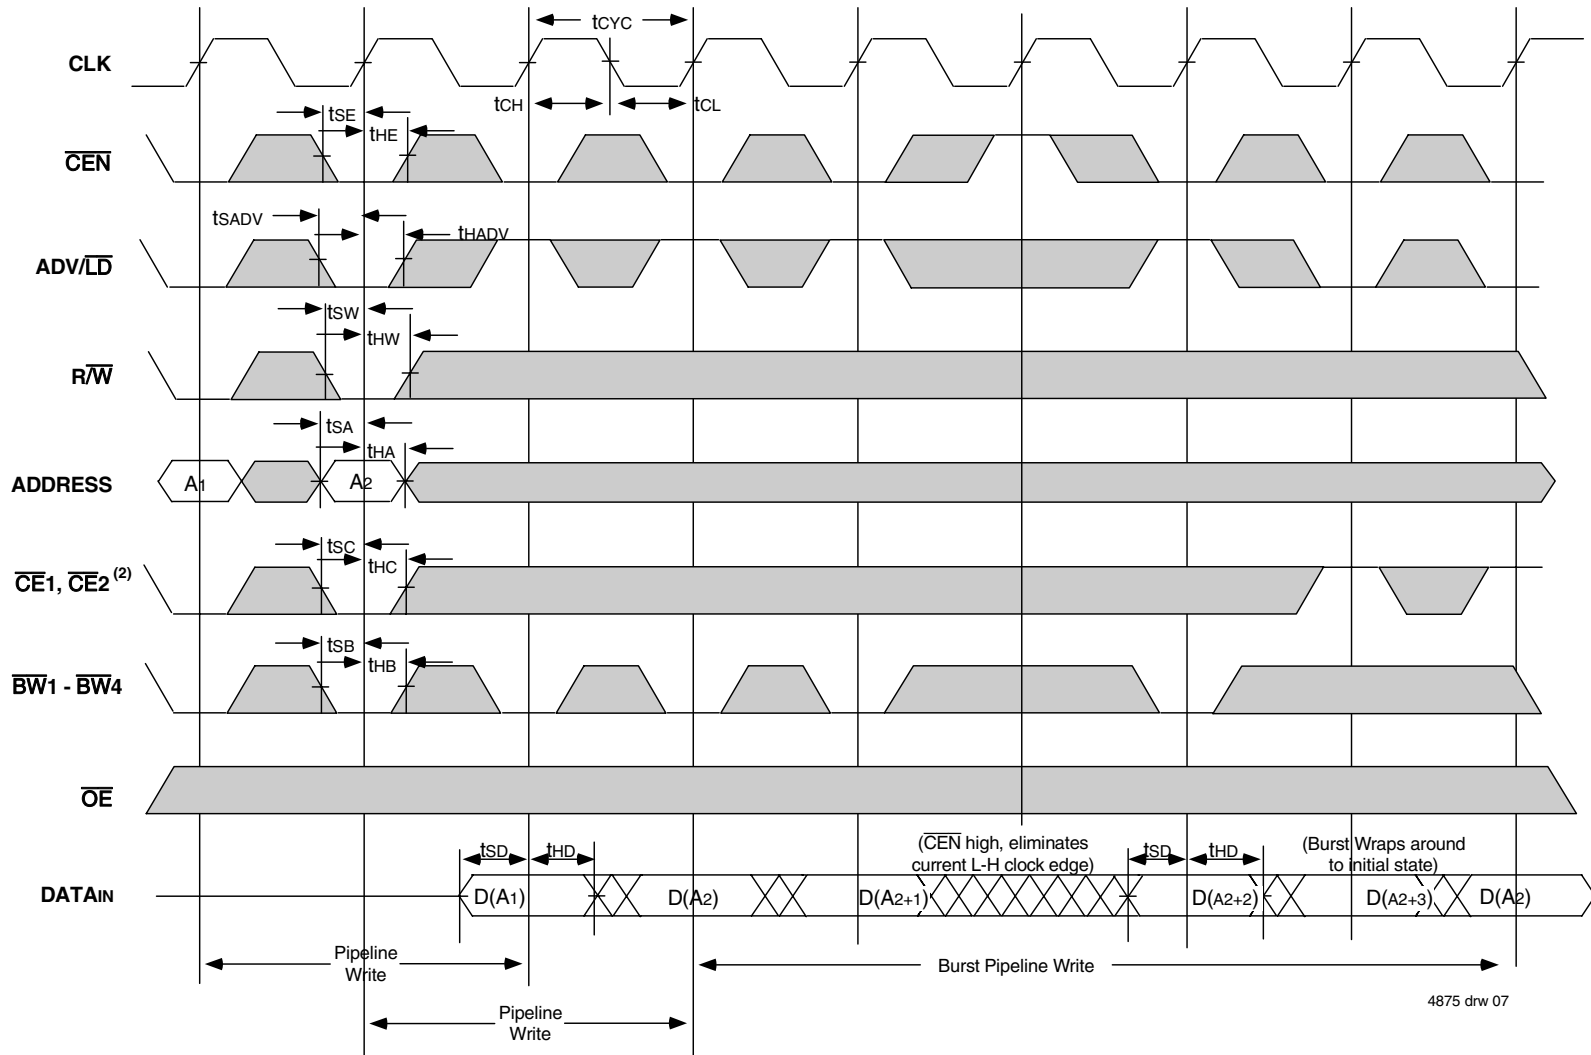 tCYC
CLK
tCH
tCL
tSE
tHE
CEN
tSADV
tHADV
ADV/LD
tSW
tHW
R/W
tSA
tHA
ADDRESS
A1
A2
tSC
tHC
CE1, CE2 (2)
tSB
tHB
BW1 - BW4
OE
(CEN high, eliminates
current L-H clock edge)
(Burst Wraps around
to initial state)
tSD
tHD
tSD
tHD
DATAIN
D(A1)
D(A2)
D(A2+1)
D(A2+2)
D(A2+3)
D(A2)
Pipeline
Write
Burst Pipeline Write
Pipeline
Write
4875 drw 07